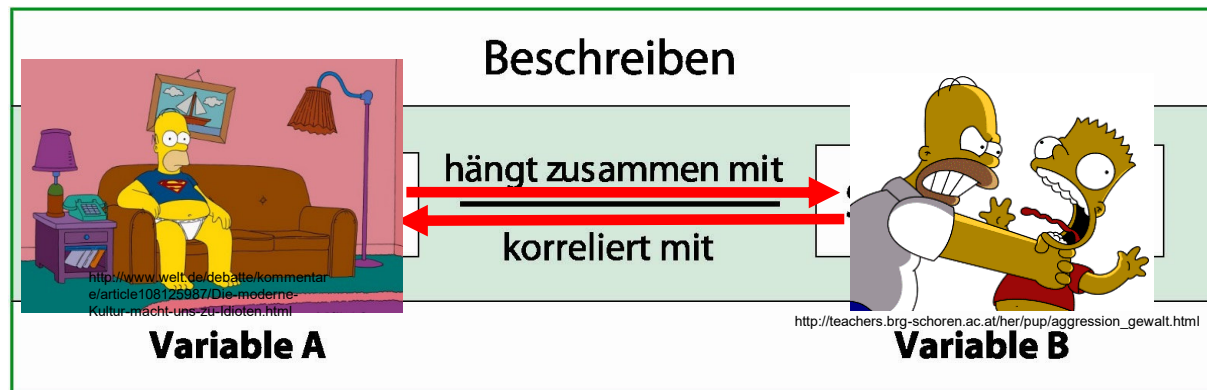 Beschreiben
hängt zusammen mit
korreliert mit
http://www.welt.de/debatte/kommentar
e/article108125987/Die-moderne-
Kultur-macht-uns-zu-Idioten.html
http://teachers.brg-schoren.ac.at/her/pup/aggression_gewalt.html
Variable A
Variable B